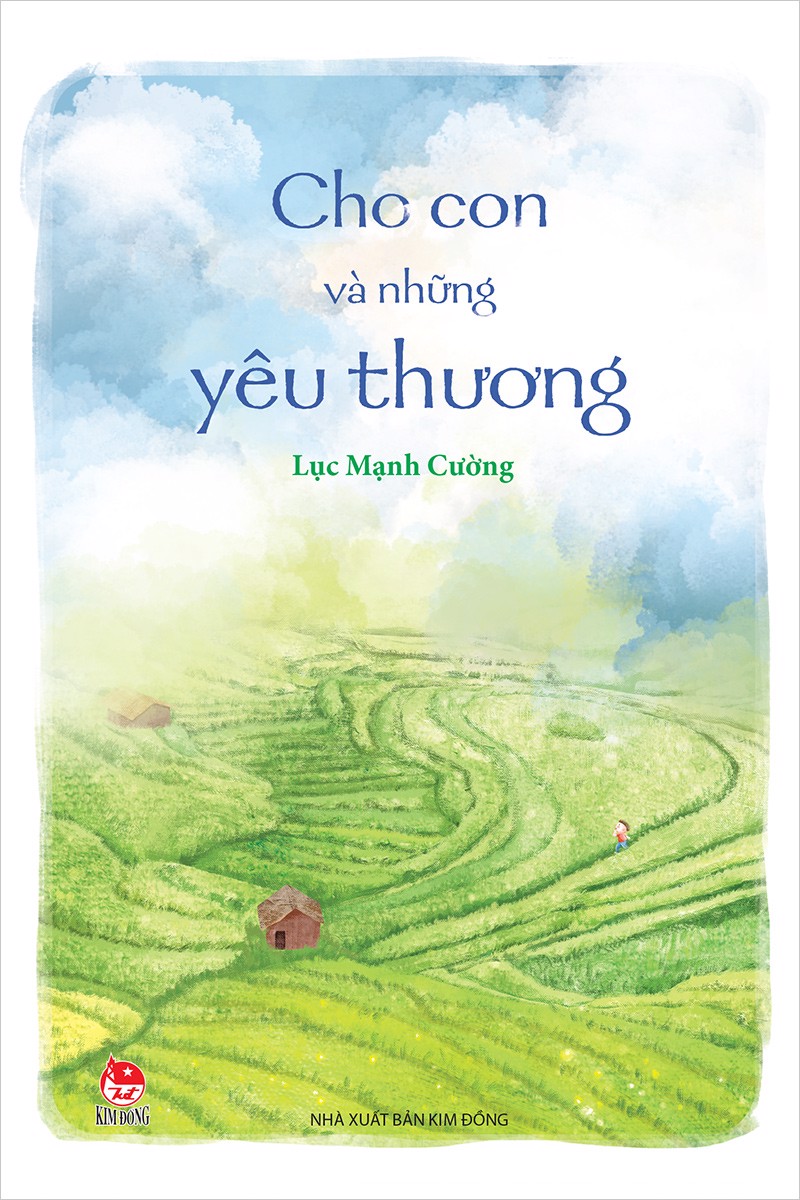 Cho con
và những
yêu thương
Lục Mạnh Cường
KIM ĐỒNG
NHÀ XUẤT BẢN KIM ĐỒNG